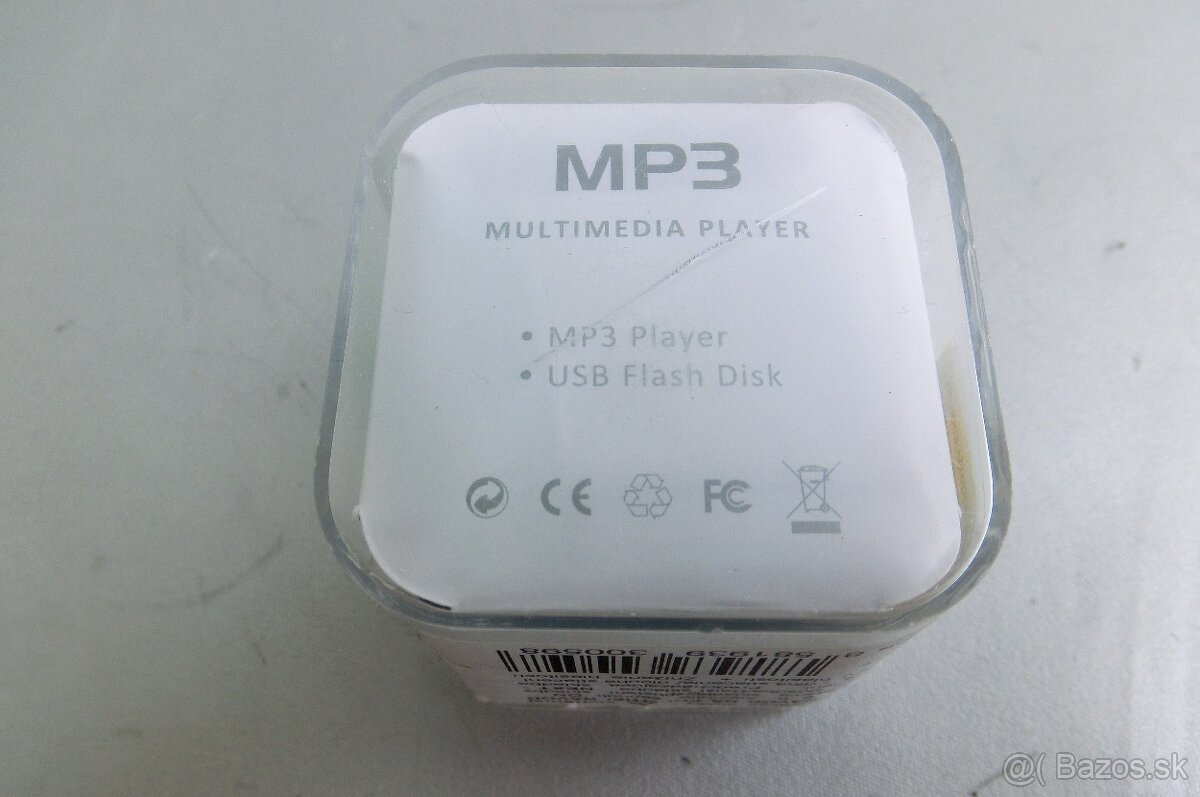 MP3
MULTIMEDIA PLAYER
• MP3 Player
• USB Flash Disk
CE
FC
@( Bazos.sk